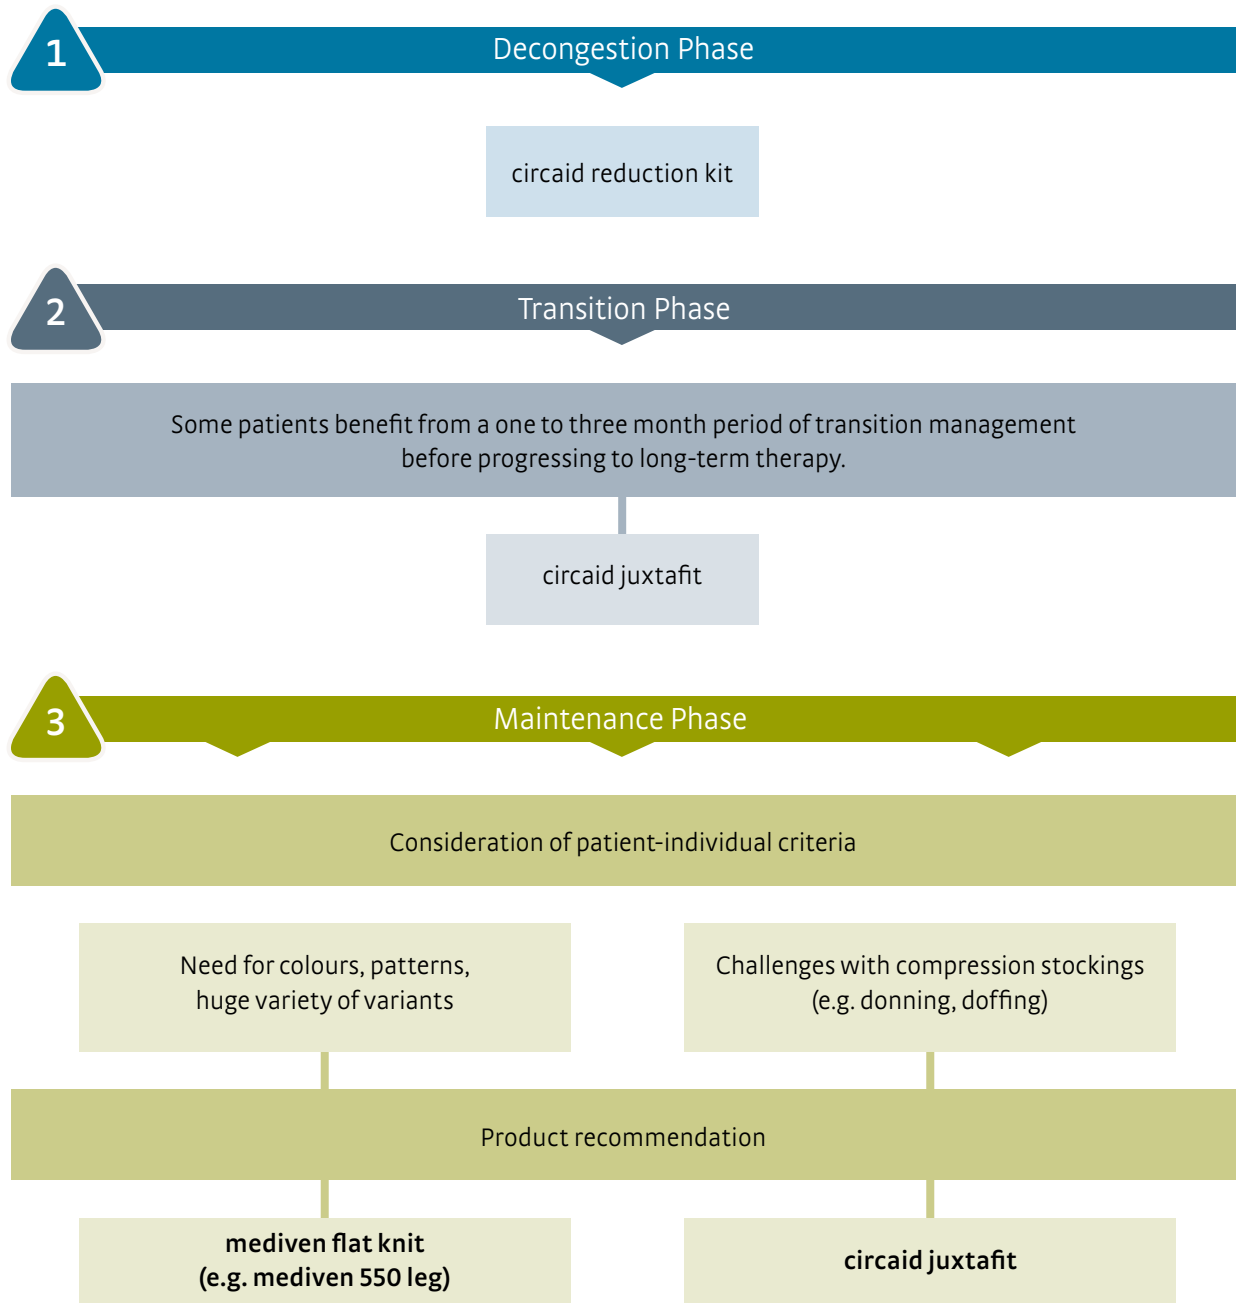 1
Decongestion Phase
circaid reduction kit
2
Transition Phase
Some patients benefit from a one to three month period of transition management
before progressing to long-term therapy.
circaid juxtafit
3
Maintenance Phase
Consideration of patient-individual criteria
Need for colours, patterns,
huge variety of variants
Challenges with compression stockings
(e.g. donning, doffing)
Product recommendation
mediven flat knit
(e.g. mediven 550 leg)
circaid juxtafit